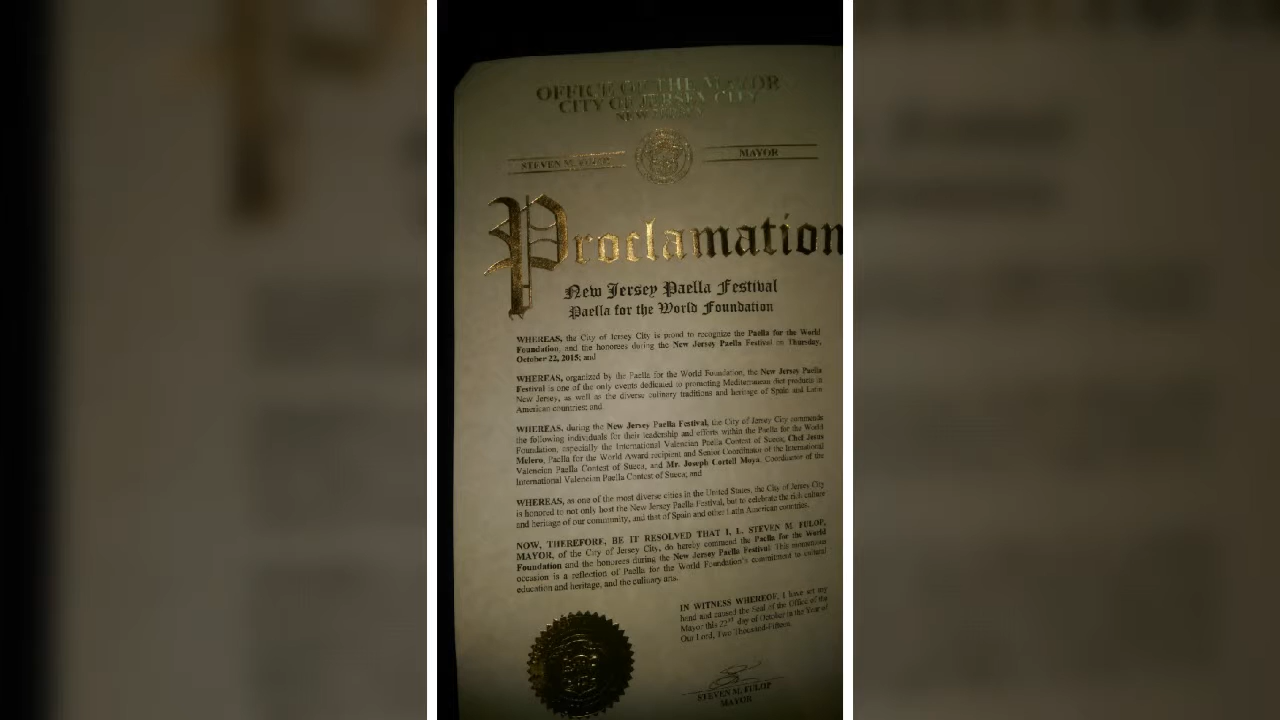 OFFICE OF THE MAYOR
CITY OF JERSEY CITY
NEW JERSEY
STEVEN M. FULOP
MAYOR
Proclamation
New Jersey Paella Festival
Paella for the World Foundation
WHEREAS, the City of Jersey City is proud to recognize the Paella for the World
Foundation, and the honorees during the New Jersey Paella Festival on Thursday,
October 22, 2015; and
WHEREAS, organized by the Paella for the World Foundation, the New Jersey Paella
Festival is one of the only events dedicated to promoting Mediterranean diet products in
New Jersey, as well as the diverse culinary traditions and heritage of Spain and Latin
American countries; and
WHEREAS, during the New Jersey Paella Festival, the City of Jersey City commends
the following individuals for their leadership and efforts within the Paella for the World
Foundation, especially the International Valencian Paella Contest of Sueca; Chef Jesus
Melero, Paella for the World Award recipient and Senior Coordinator of the International
Valencian Paella Contest of Sueca, and Mr. Joseph Cortell Moya, Coordinator of the
International Valencian Paella Contest of Sueca; and
WHEREAS, as one of the most diverse cities in the United States, the City of Jersey City
is honored to not only host the New Jersey Paella Festival, but to celebrate the rich culture
and heritage of our community, and that of Spain and other Latin American countries.
NOW, THEREFORE, BE IT RESOLVED THAT I, L. STEVEN M. FULOP,
MAYOR, of the City of Jersey City, do hereby commend the Paella for the World
Foundation and the honorees during the New Jersey Paella Festival. This momentous
occasion is a reflection of Paella for the World Foundation's commitment to cultural
education and heritage, and the culinary arts.
IN WITNESS WHEREOF, I have set my
hand and caused the Seal of the Office of the
Mayor this 22nd day of October in the Year of
Our Lord, Two Thousand-Fifteen.
STEVEN M. FULOP
MAYOR